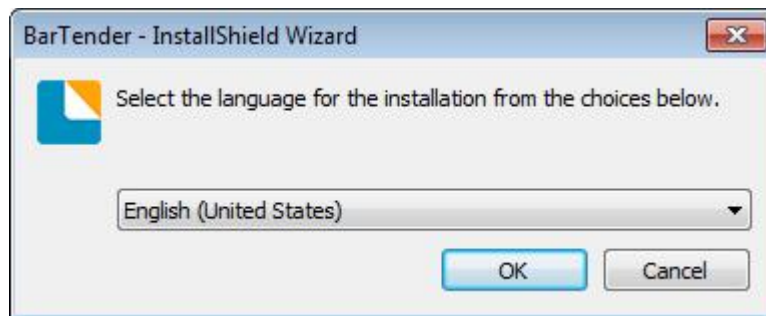 BarTender - InstallShield Wizard
Select the language for the installation from the choices below.
English (United States)
OK
Cancel